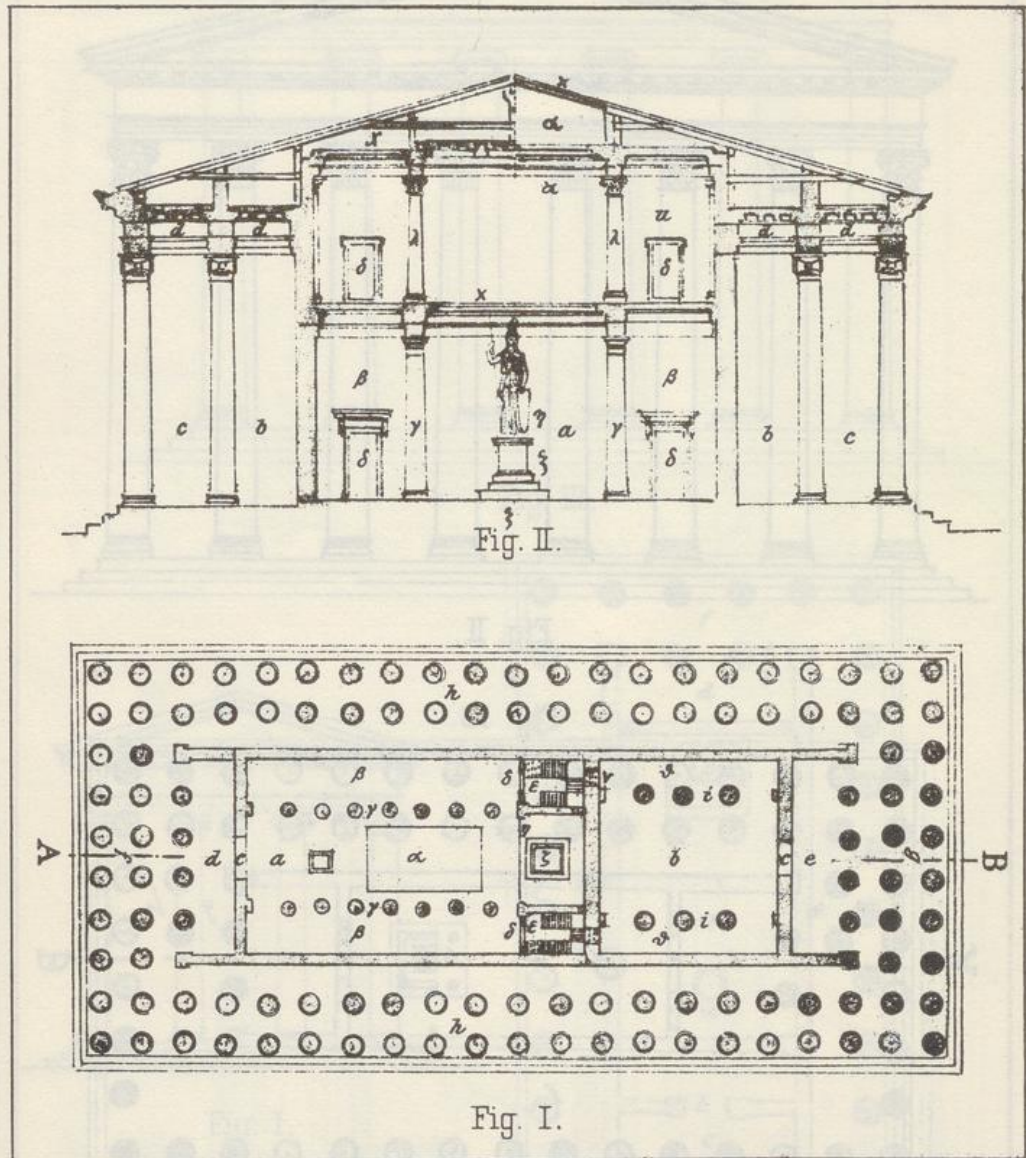 x
α
r
α
d d u d d
λ λ
δ δ
x
β β
c b γ η a γ b c
δ ζ δ
ξ
Fig. II.
h
β δ ε γ ϑ
γ i
η
A d c a α ζ b c e β B
γ i
β δ ε ϑ
h
Fig. I.